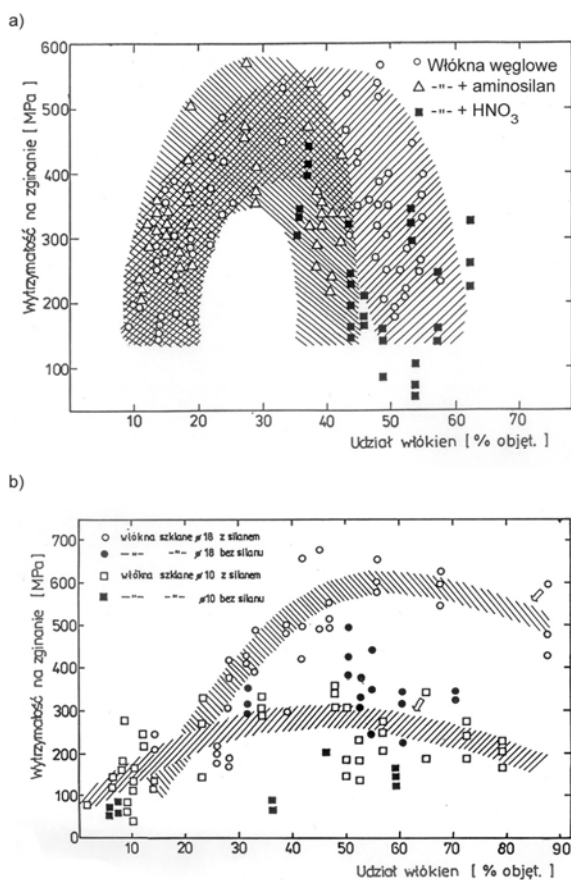 a)
600
500
400
300
200
100
Wytrzymałość na zginanie [MPa]
○ Włókna węglowe
△ -"- + aminosilan
■ -"- + HNO₃
0 10 20 30 40 50 60 70
Udział włókien [% objęt.]
b)
700
600
500
400
300
200
100
0
Wytrzymałość na zginanie [MPa]
○ włókna szklane ø 18 z silanem
● —"— -"- ø 18 bez silanu
□ włókna szklane ø 10 z silanem
■ —"— " ø10 bez silanu
0 10 20 30 40 50 60 70 80 90
Udział włókien [% objęt.]